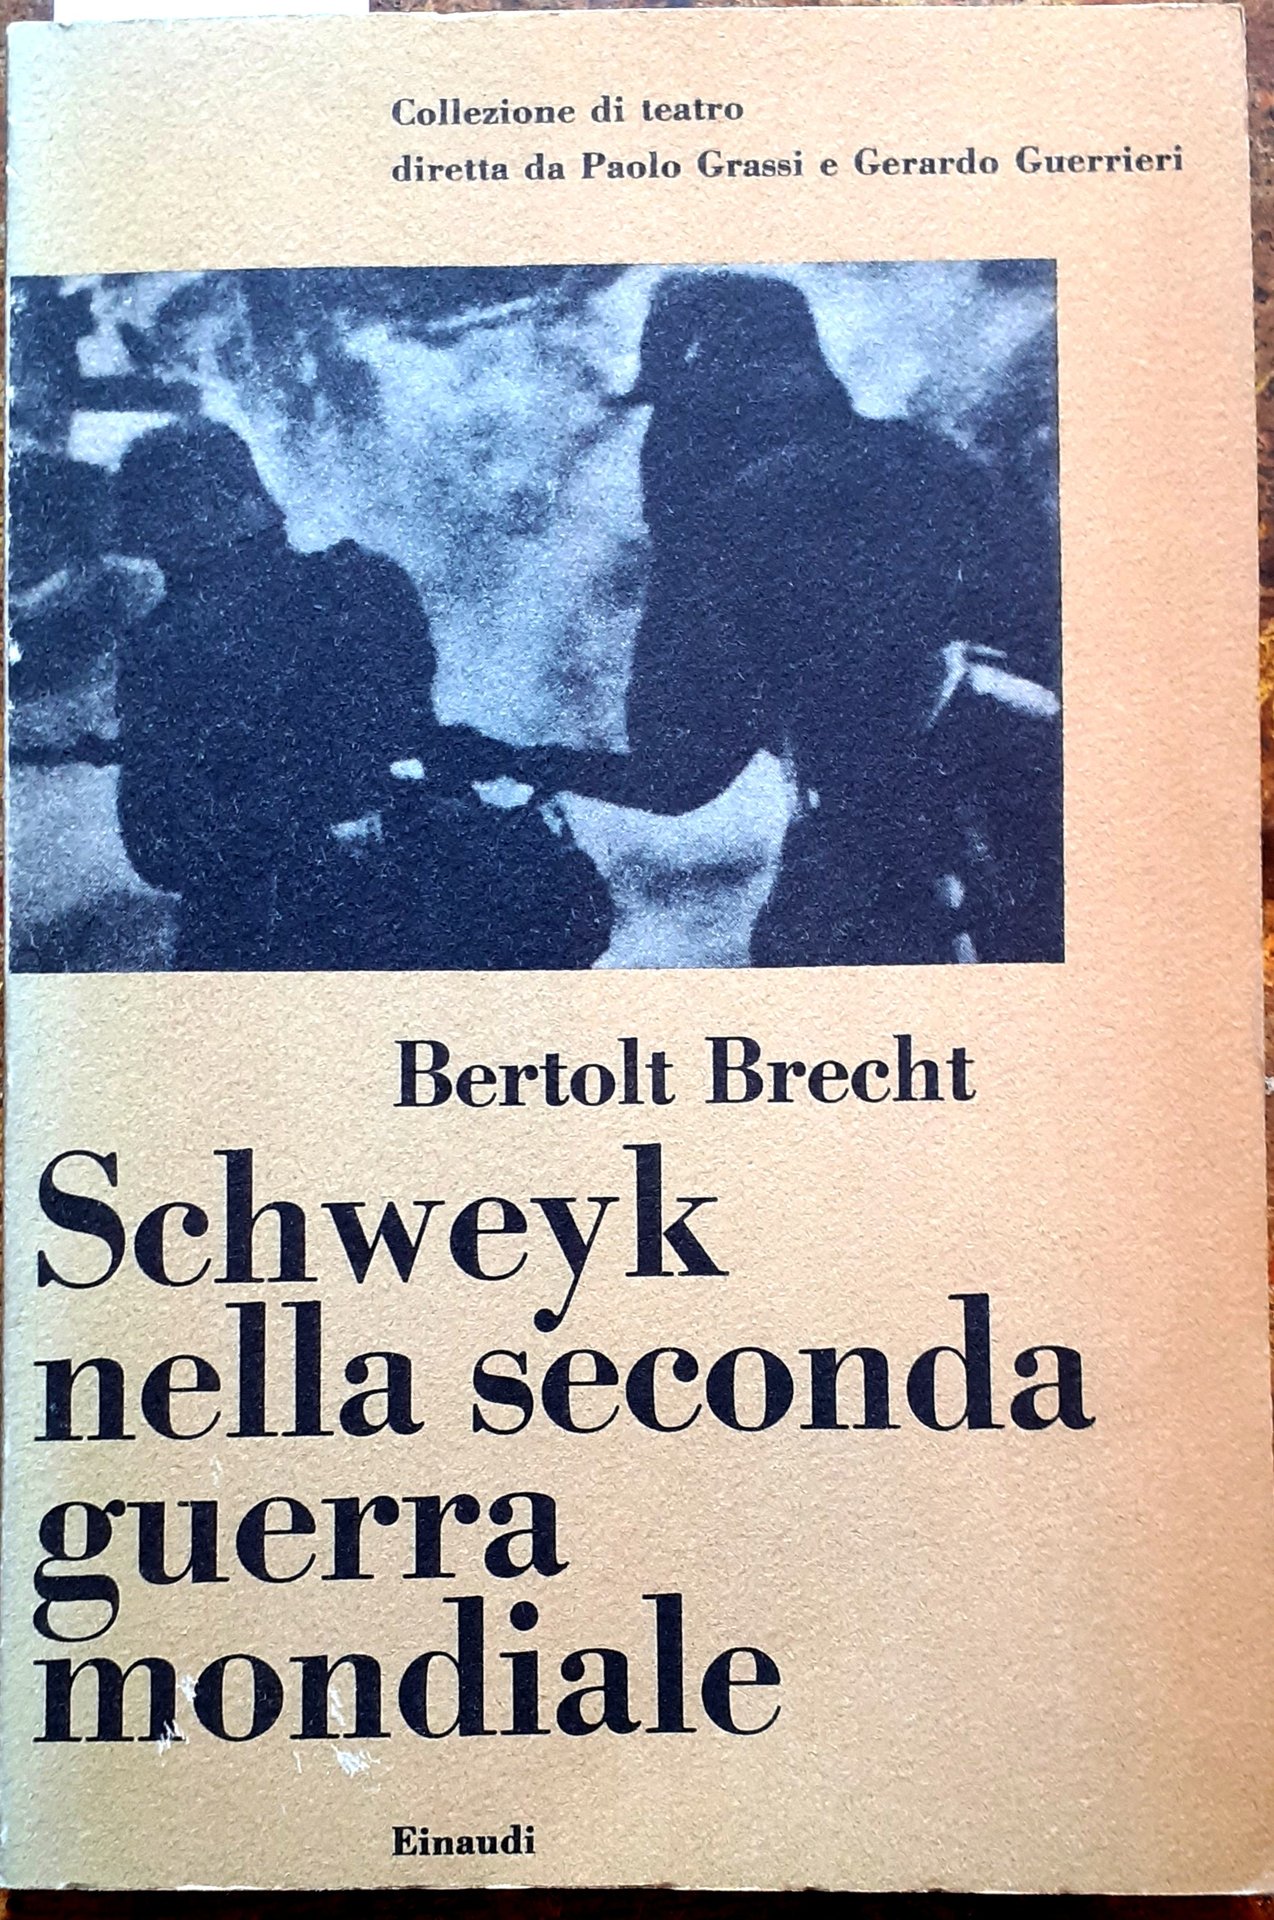 Collezione di teatro
diretta da Paolo Grassi e Gerardo Guerrieri
Bertolt Brecht
Schweyk
nella seconda
guerra
mondiale
Einaudi